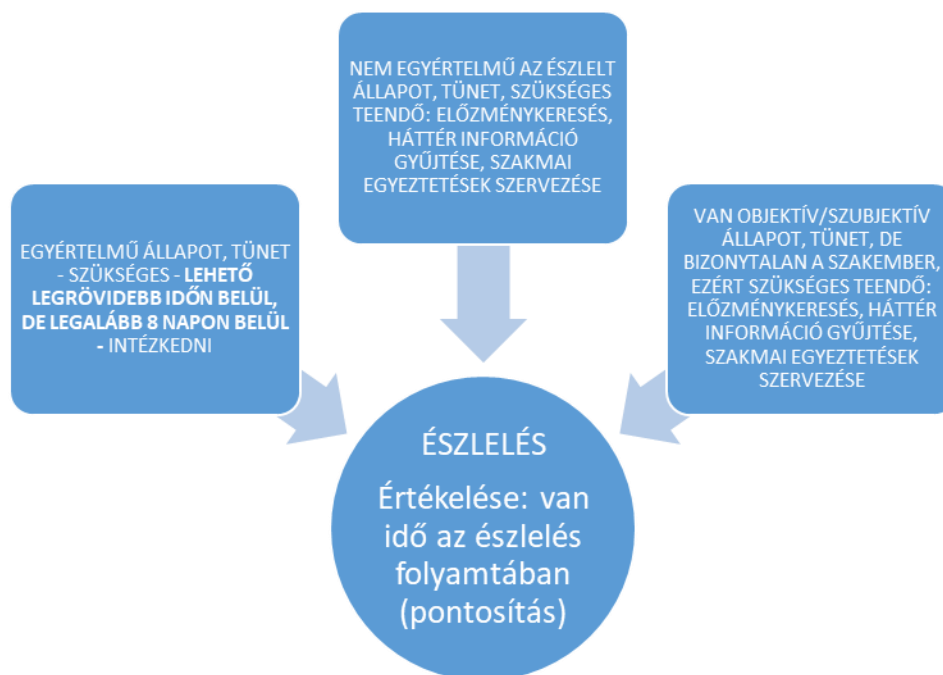 NEM EGYÉRTELMŰ AZ ÉSZLELT
ÁLLAPOT, TÜNET, SZÜKSÉGES
TEENDŐ: ELŐZMÉNYKERESÉS,
HÁTTÉR INFORMÁCIÓ
GYŰJTÉSE, SZAKMAI
EGYEZTETÉSEK SZERVEZÉSE
EGYÉRTELMŰ ÁLLAPOT, TÜNET
- SZÜKSÉGES - LEHETŐ
LEGRÖVIDEBB IDŐN BELÜL,
DE LEGALÁBB 8 NAPON BELÜL
- INTÉZKEDNI
VAN OBJEKTÍV/SZUBJEKTÍV
ÁLLAPOT, TÜNET, DE
BIZONYTALAN A SZAKEMBER,
EZÉRT SZÜKSÉGES TEENDŐ:
ELŐZMÉNYKERESÉS, HÁTTÉR
INFORMÁCIÓ GYŰJTÉSE,
SZAKMAI EGYEZTETÉSEK
SZERVEZÉSE
ÉSZLELÉS
Értékelése: van
idő az észlelés
folyamtában
(pontosítás)